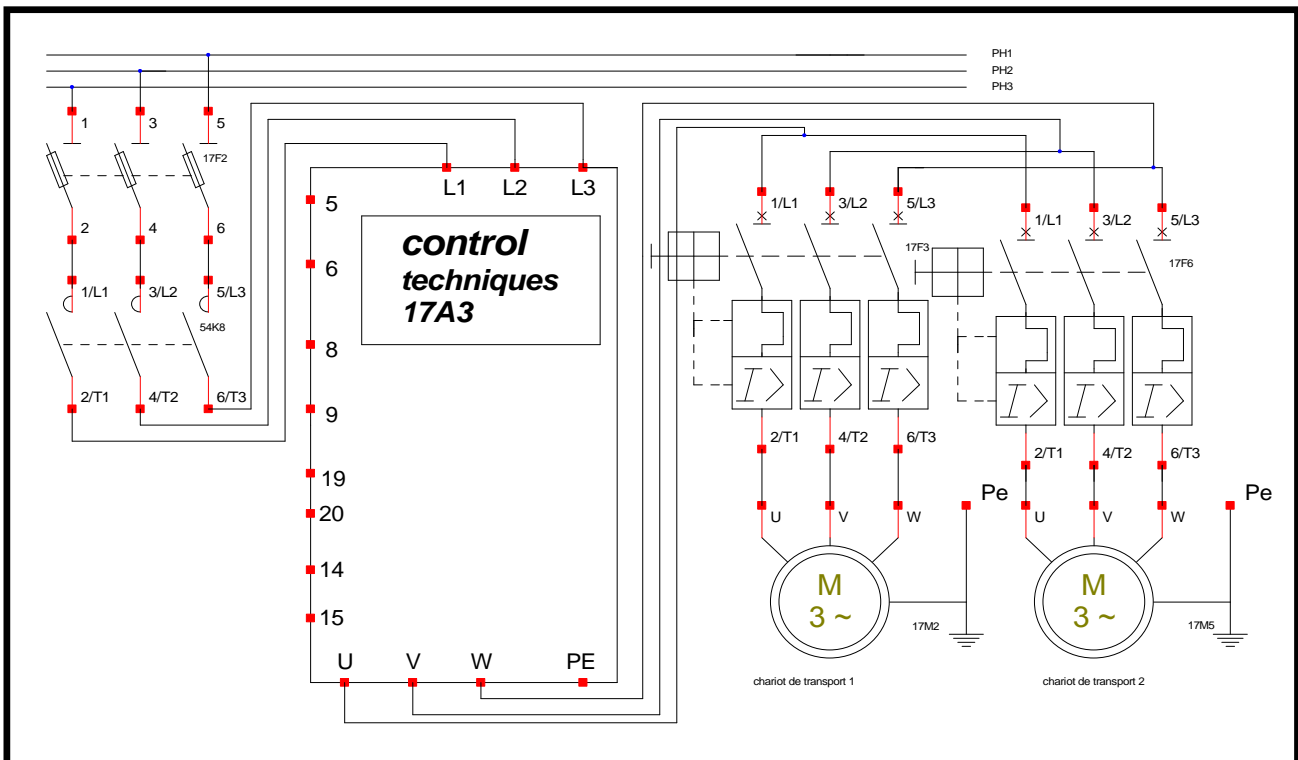 PH1
PH2
PH3
1 3 5
17F2
2 4 6
1/L1 3/L2 5/L3
54K8
2/T1 4/T2 6/T3
L1 L2 L3
5
6
8
9
19
20
14
15
control
techniques
17A3
U V W PE
1/L1 3/L2 5/L3
17F3
2/T1 4/T2 6/T3
U V W
Pe
M
3 ~
17M2
chariot de transport 1
1/L1 3/L2 5/L3
17F6
2/T1 4/T2 6/T3
U V W
Pe
M
3 ~
17M5
chariot de transport 2